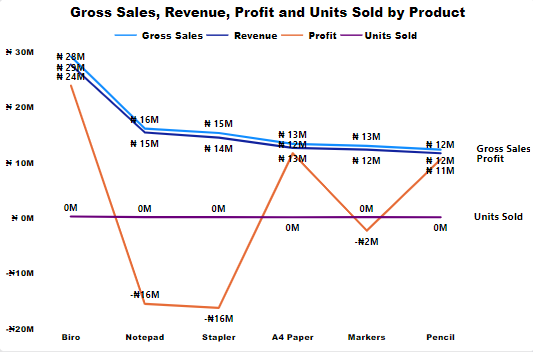 Gross Sales, Revenue, Profit and Units Sold by Product
Gross Sales Revenue Profit Units Sold
₦ 30M
₦ 20M
₦ 10M
₦ 0M
-₦10M
-₦20M
₦ 28M
₦ 29M
₦ 24M
₦ 16M
₦ 15M
₦ 15M
₦ 14M
₦ 13M
₦ 12M
₦ 13M
₦ 13M
₦ 12M
₦ 12M
₦ 12M
₦ 11M
Gross Sales
Profit
0M 0M 0M 0M 0M 0M
Units Sold
-₦16M
-₦16M
-₦2M
Biro Notepad Stapler A4 Paper Markers Pencil